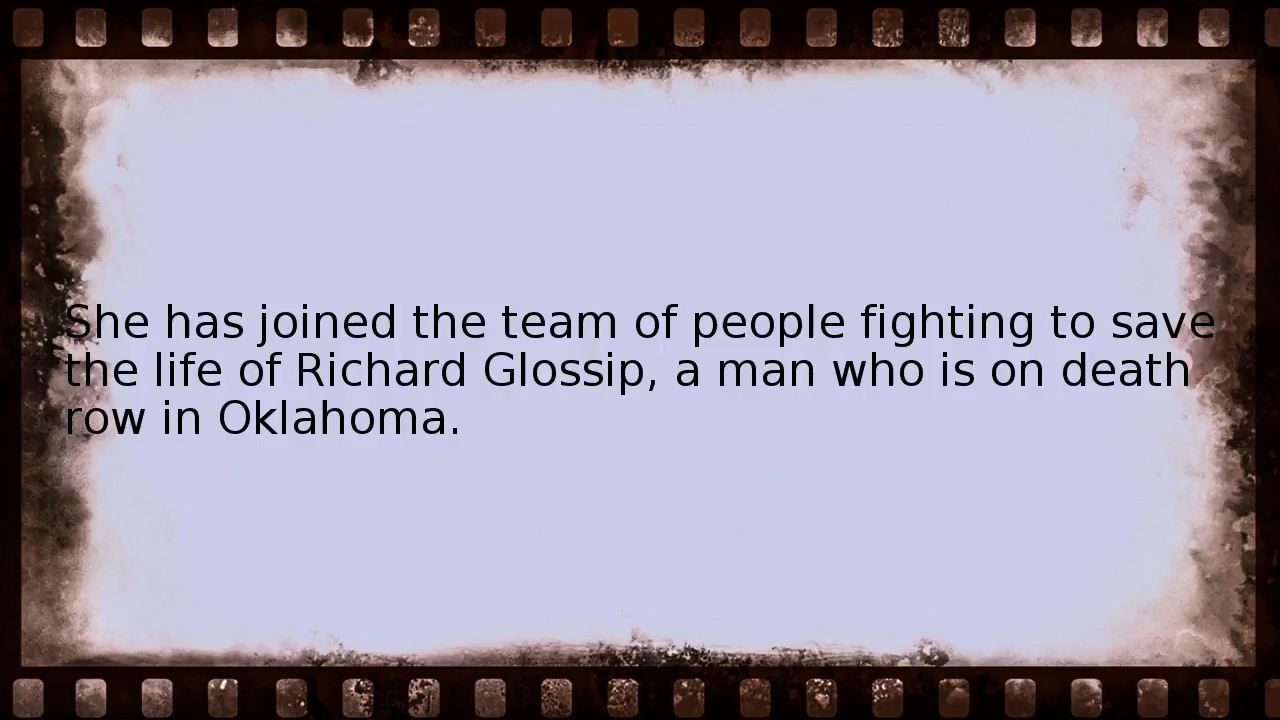 She has joined the team of people fighting to save
the life of Richard Glossip, a man who is on death
row in Oklahoma.